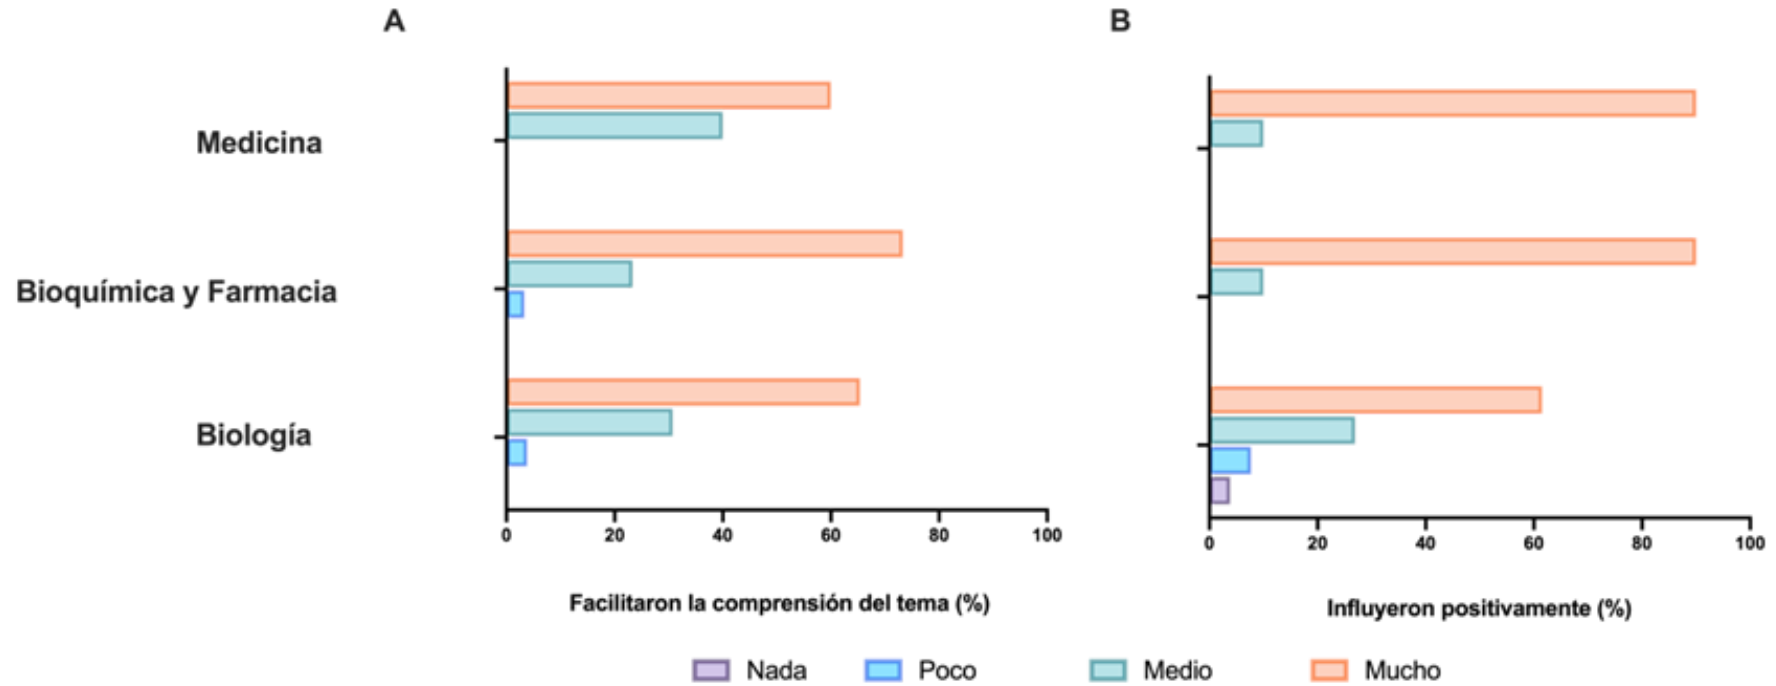 A
B
Medicina
Bioquímica y Farmacia
Biología
0 20 40 60 80 100
0 20 40 60 80 100
Facilitaron la comprensión del tema (%)
Influyeron positivamente (%)
Nada Poco Medio Mucho